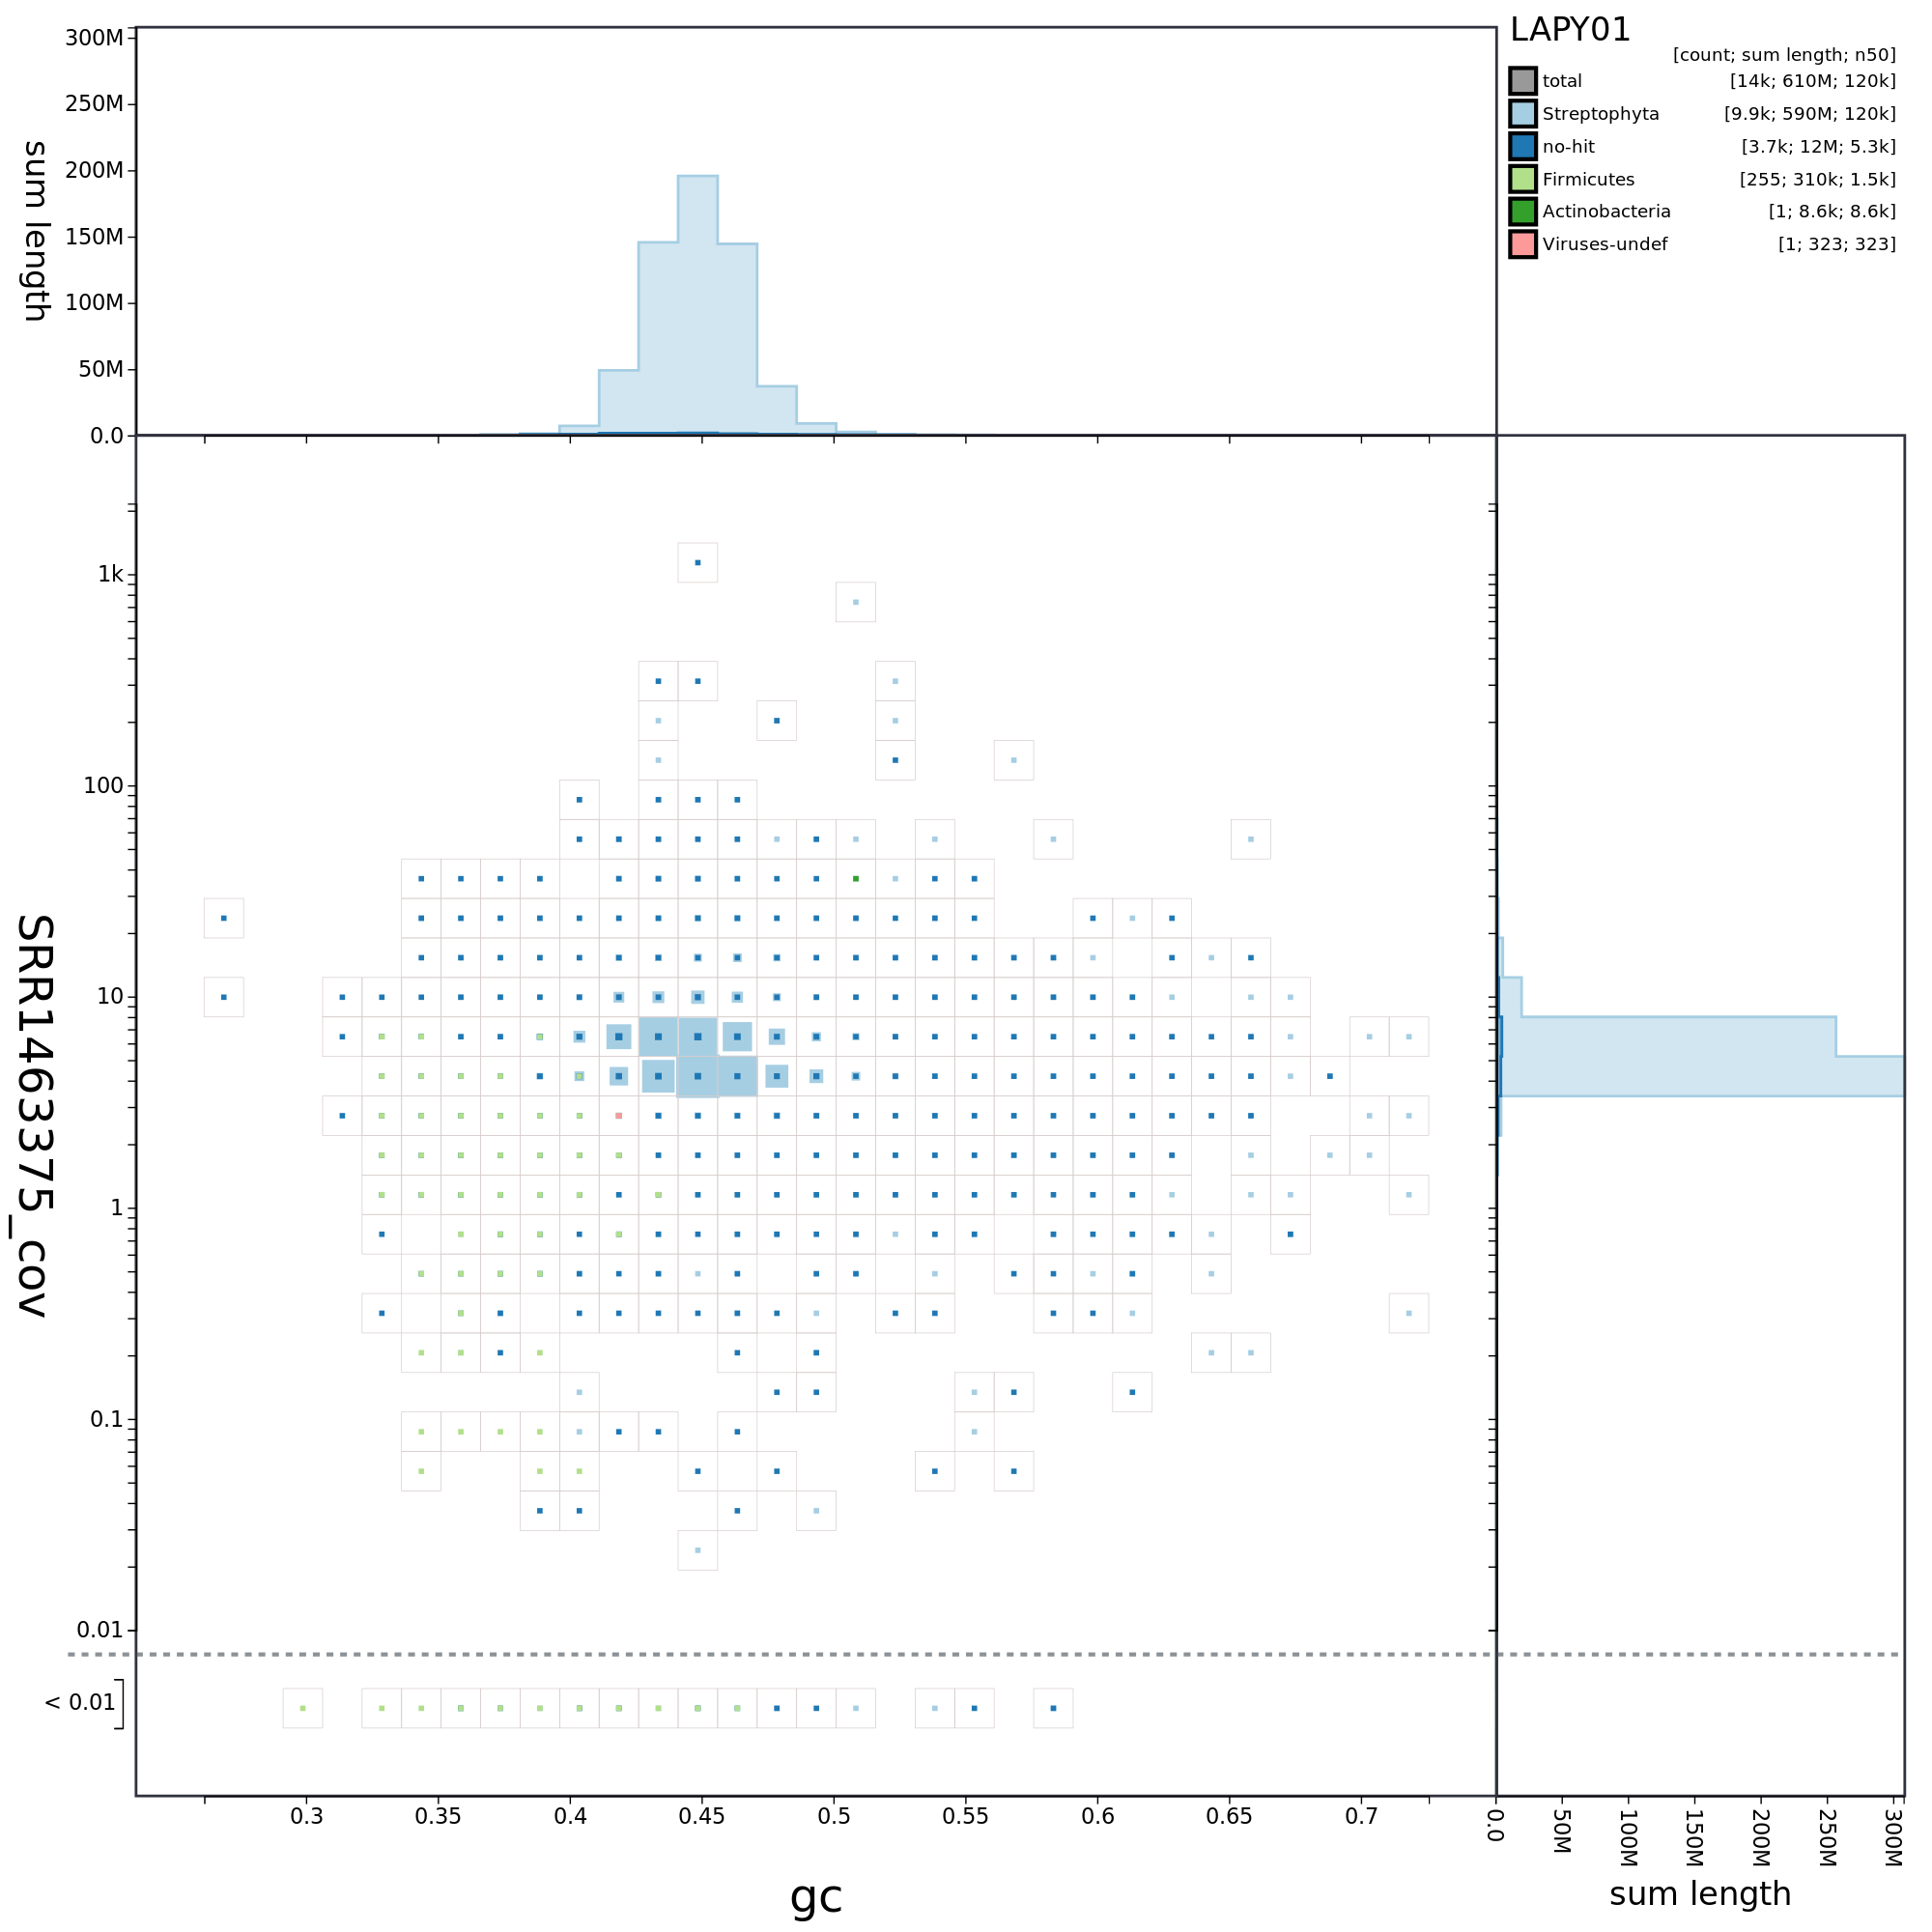 LAPY01
[count; sum length; n50]
total [14k; 610M; 120k]
Streptophyta [9.9k; 590M; 120k]
no-hit [3.7k; 12M; 5.3k]
Firmicutes [255; 310k; 1.5k]
Actinobacteria [1; 8.6k; 8.6k]
Viruses-undef [1; 323; 323]
sum length
300M
250M
200M
150M
100M
50M
0.0
SRR1463375_cov
1k
100
10
1
0.1
0.01
< 0.01
0.3 0.35 0.4 0.45 0.5 0.55 0.6 0.65 0.7
gc
0.0 50M 100M 150M 200M 250M 300M
sum length